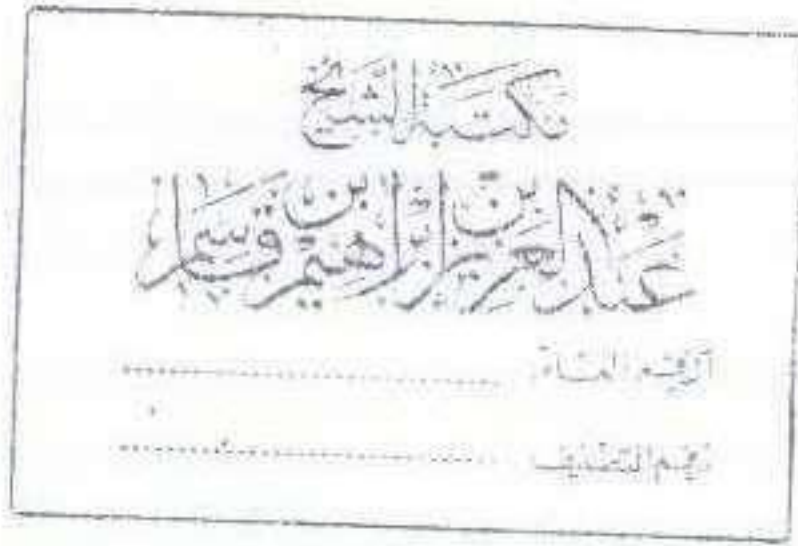 مكتبة الشيخ
عبد العزيز بن إبراهيم بن قاسم
الرقم العام
رقم التصنيف